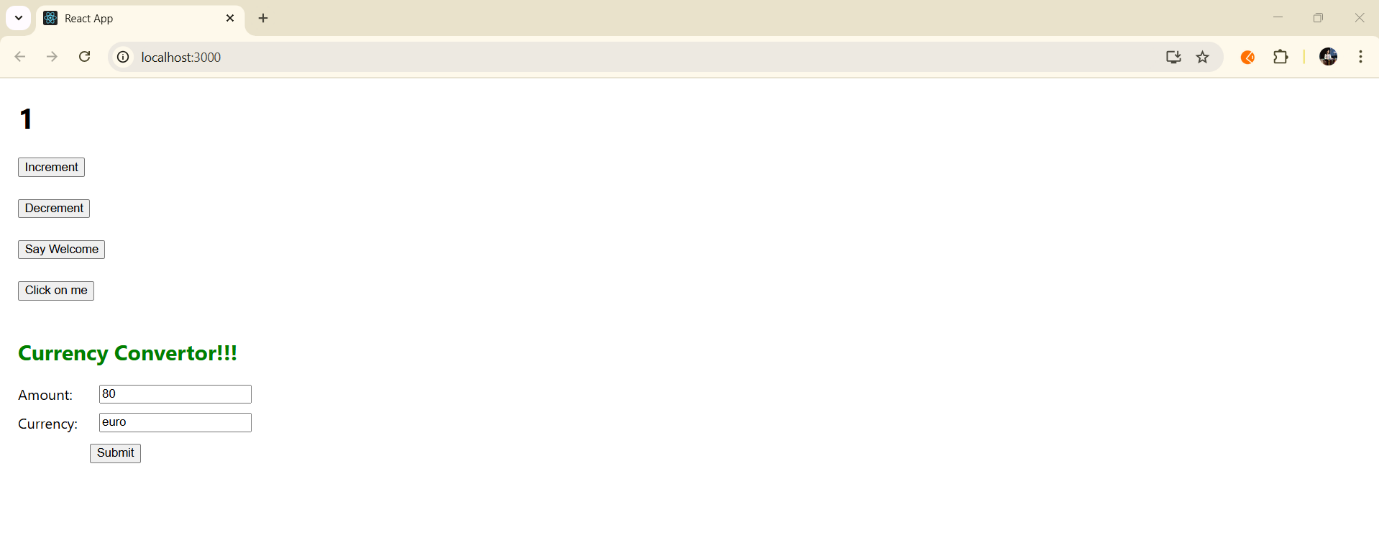 React App
localhost:3000
1
Increment
Decrement
Say Welcome
Click on me
Currency Convertor!!!
Amount: 80
Currency: euro
Submit